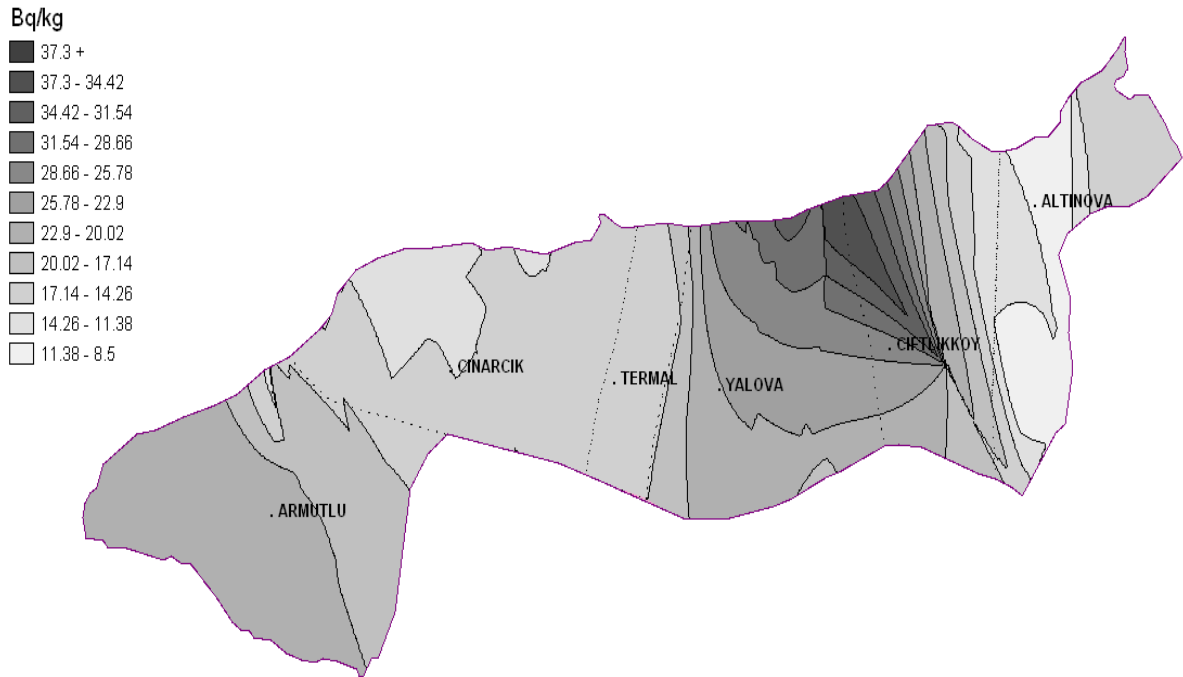 Bq/kg
37.3 +
37.3 - 34.42
34.42 - 31.54
31.54 - 28.66
28.66 - 25.78
25.78 - 22.9
22.9 - 20.02
20.02 - 17.14
17.14 - 14.26
14.26 - 11.38
11.38 - 8.5
ALTINOVA
CIFTLIKKOY
CINARCIK
TERMAL
YALOVA
ARMUTLU